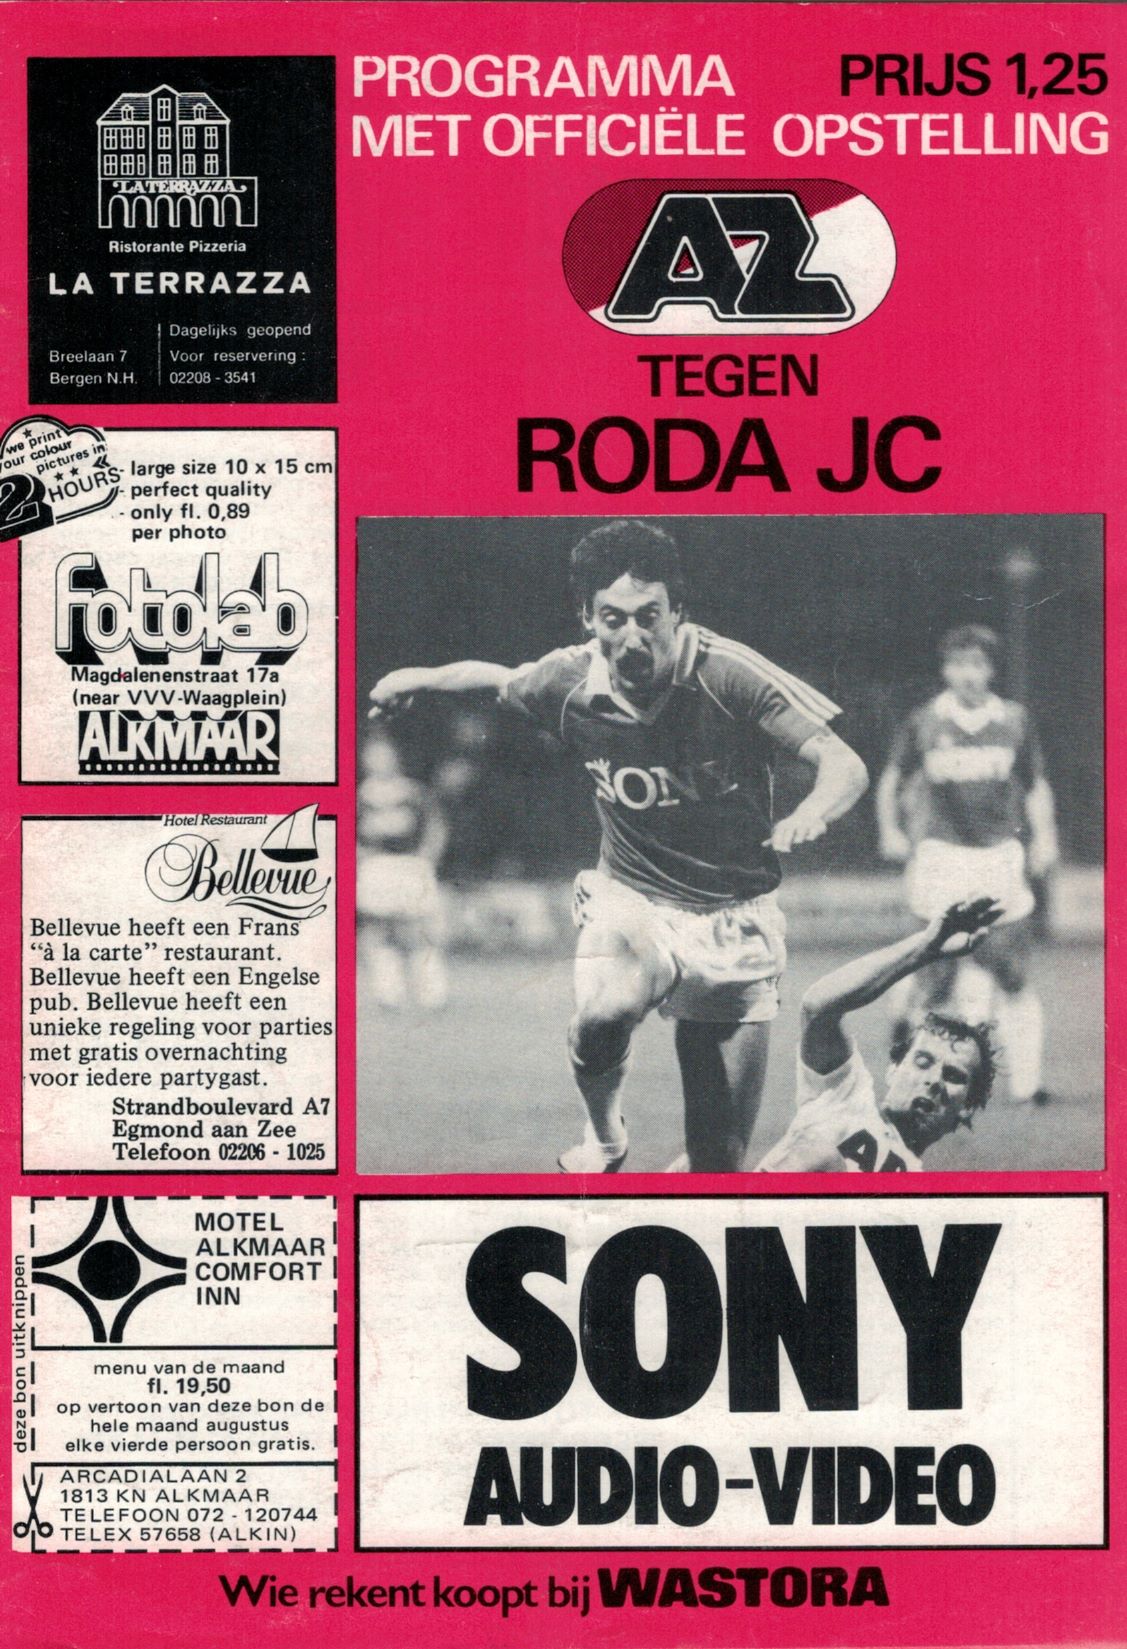 LA TERRAZZA
Ristorante Pizzeria
LA TERRAZZA
Breelaan 7
Bergen N.H.
Dagelijks geopend
Voor reservering :
02208 - 3541
PROGRAMMA PRIJS 1,25
MET OFFICIËLE OPSTELLING
AZ
TEGEN
RODA JC
we print
your colour
pictures in
2 HOURS
- large size 10 x 15 cm
- perfect quality
- only fl. 0,89
per photo
fotolab
Magdalenenstraat 17a
(near VVV-Waagplein)
ALKMAAR
Hotel Restaurant
Bellevue
Bellevue heeft een Frans
“à la carte” restaurant.
Bellevue heeft een Engelse
pub. Bellevue heeft een
unieke regeling voor parties
met gratis overnachting
voor iedere partygast.
Strandboulevard A7
Egmond aan Zee
Telefoon 02206 - 1025
SONY
deze bon uitknippen
MOTEL
ALKMAAR
COMFORT
INN
menu van de maand
fl. 19,50
op vertoon van deze bon de
hele maand augustus
elke vierde persoon gratis.
ARCADIALAAN 2
1813 KN ALKMAAR
TELEFOON 072 - 120744
TELEX 57658 (ALKIN)
SONY
AUDIO-VIDEO
Wie rekent koopt bij WASTORA